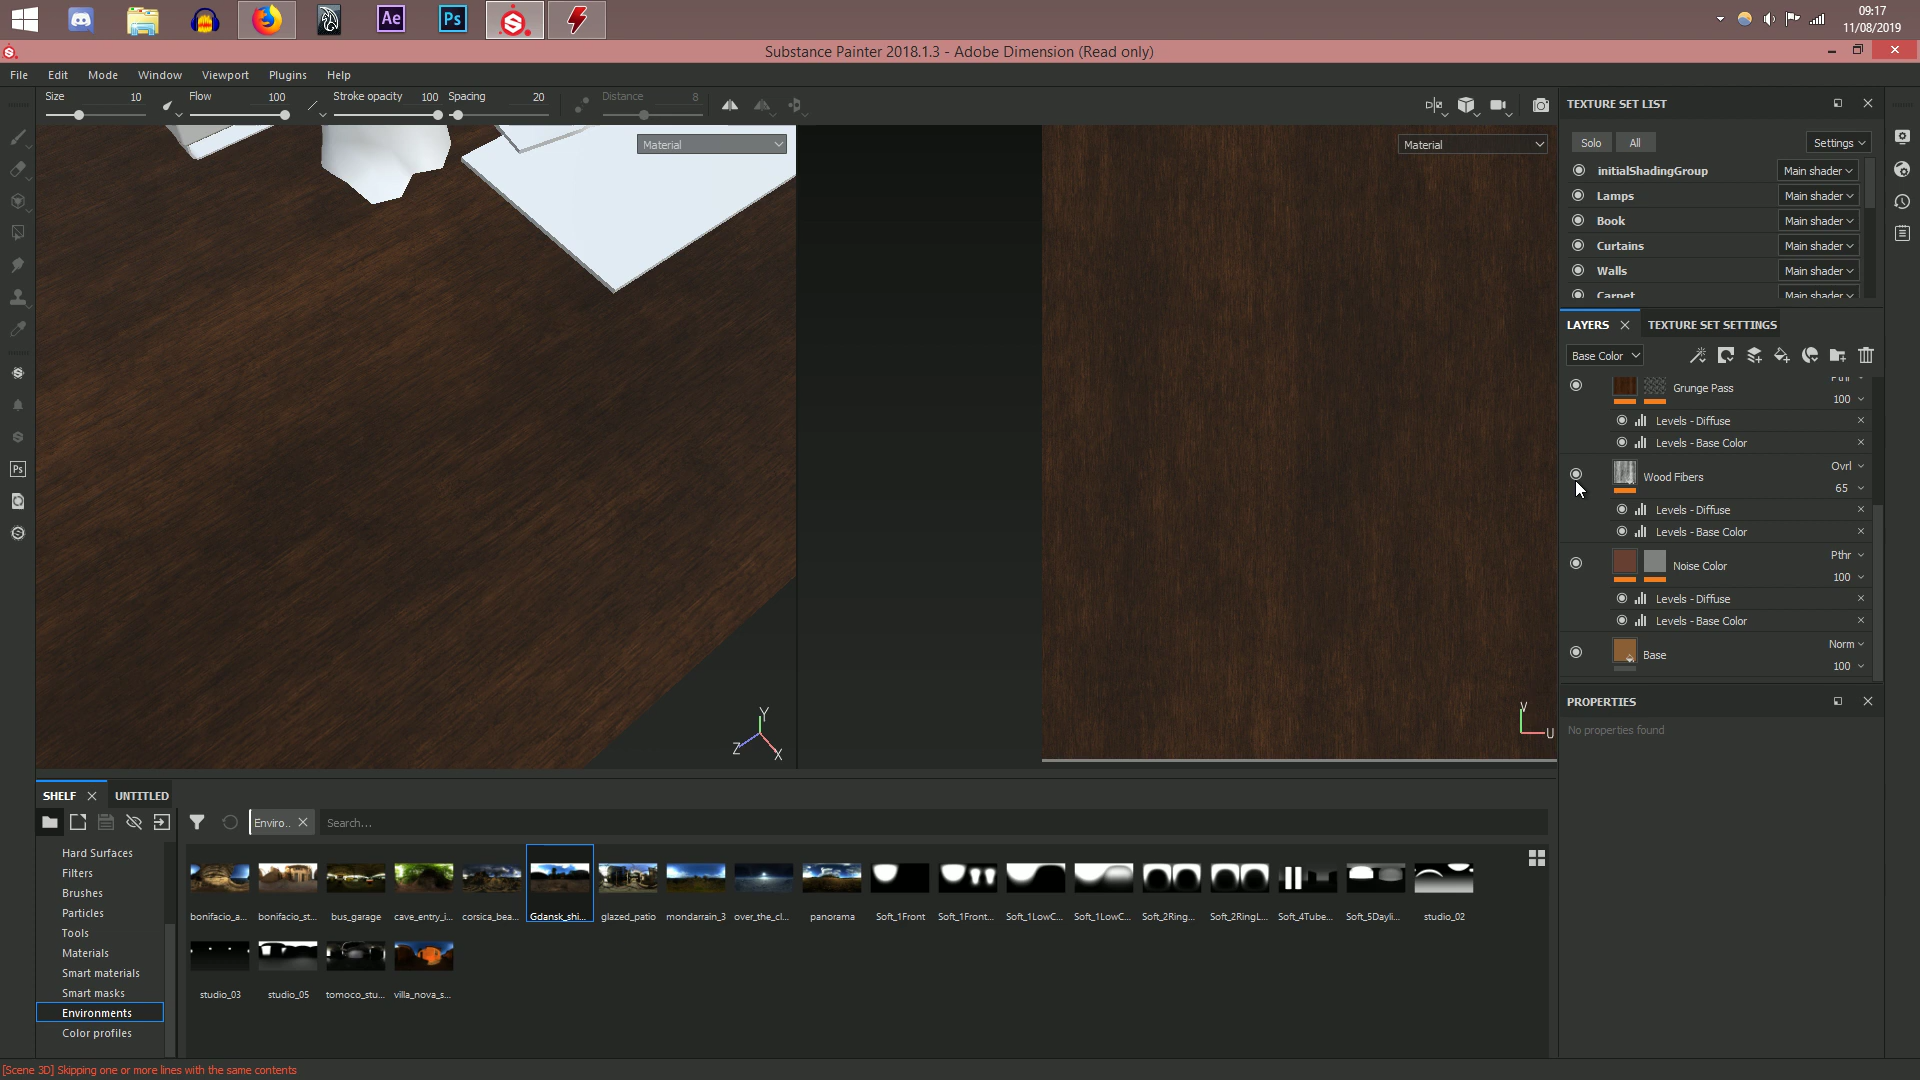 Ae
Ps
09:17
11/08/2019
Substance Painter 2018.1.3 - Adobe Dimension (Read only)
File Edit Mode Window Viewport Plugins Help
Size 10 Flow 100 Stroke opacity 100 Spacing 20 Distance 8
Material
Material
TEXTURE SET LIST
Solo All Settings
initialShadingGroup Main shader
Lamps Main shader
Book Main shader
Curtains Main shader
Walls Main shader
Carpet Main shader
LAYERS TEXTURE SET SETTINGS
Base Color
Grunge Pass Pthr
100
Levels - Diffuse
Levels - Base Color
Wood Fibers Ovrl
65
Levels - Diffuse
Levels - Base Color
Noise Color Pthr
100
Levels - Diffuse
Levels - Base Color
Base Norm
100
PROPERTIES
No properties found
Ps
Y
Z X
V
U
SHELF UNTITLED
Enviro.. Search...
Hard Surfaces
Filters
Brushes
Particles
Tools
Materials
Smart materials
Smart masks
Environments
Color profiles
bonifacio_a... bonifacio_st... bus_garage cave_entry_i... corsica_bea... Gdansk_shi... glazed_patio mondarrain_3 over_the_cl... panorama Soft_1Front Soft_1Front... Soft_1LowC... Soft_1LowC... Soft_2Ring... Soft_2RingL... Soft_4Tube... Soft_5Dayli... studio_02
studio_03 studio_05 tomoco_stu... villa_nova_s...
[Scene 3D] Skipping one or more lines with the same contents